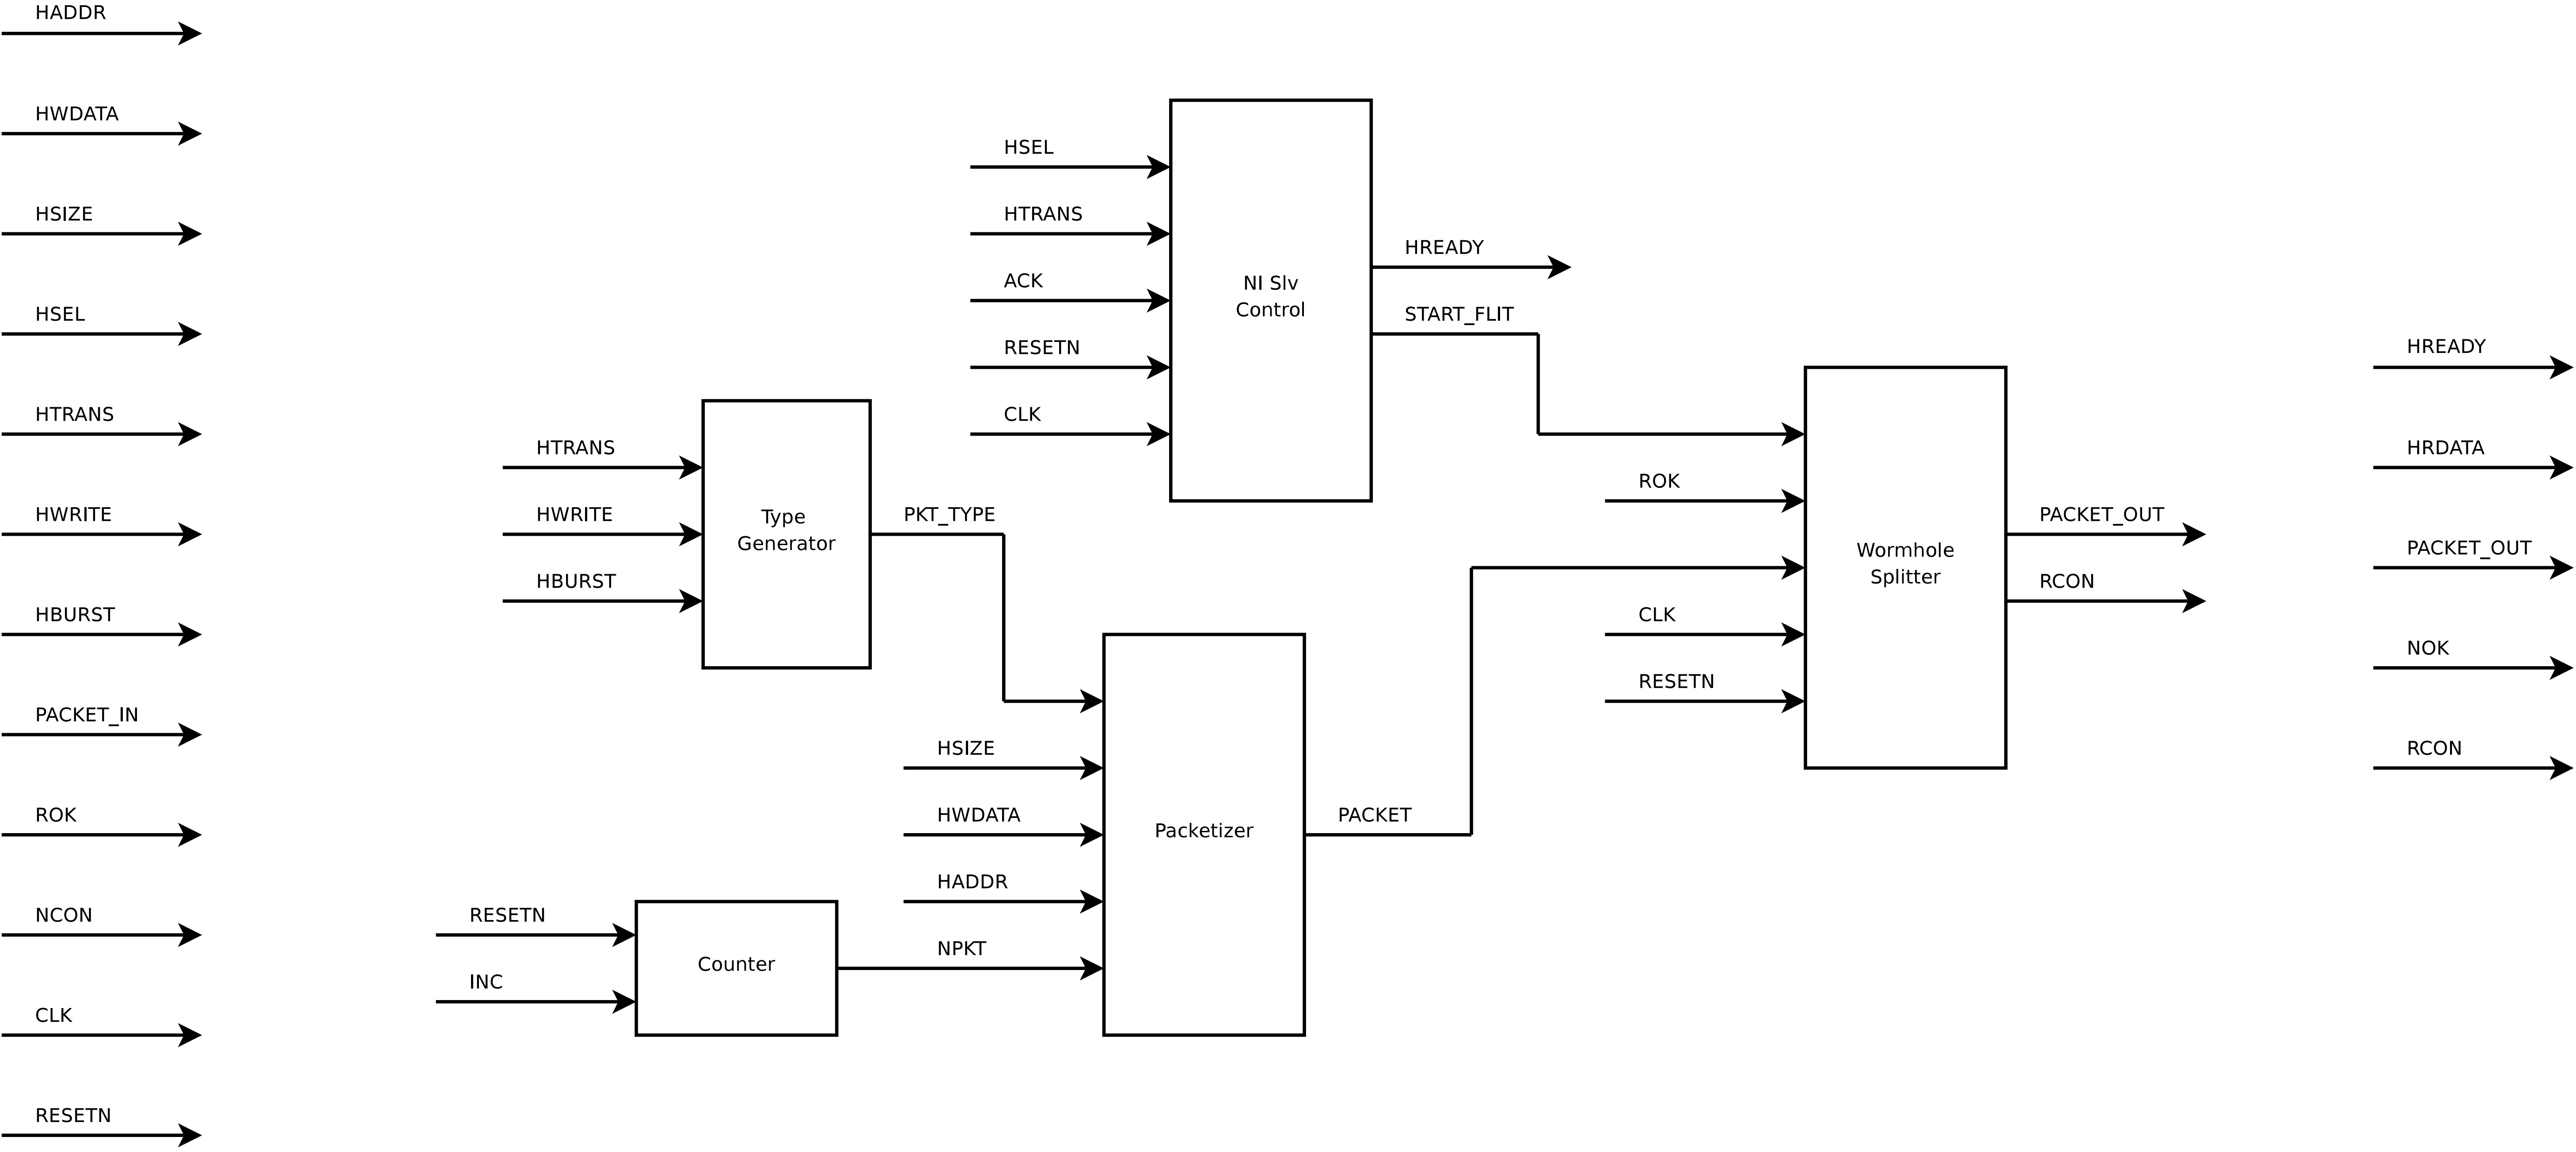 HADDR
HWDATA
HSIZE
HSEL
HTRANS
HWRITE
HBURST
PACKET_IN
ROK
NCON
CLK
RESETN
HTRANS
HWRITE
HBURST
Type
Generator
PKT_TYPE
RESETN
INC
Counter
NPKT
HSEL
HTRANS
ACK
RESETN
CLK
NI Slv
Control
HREADY
START_FLIT
HSIZE
HWDATA
HADDR
Packetizer
PACKET
ROK
CLK
RESETN
Wormhole
Splitter
PACKET_OUT
RCON
HREADY
HRDATA
PACKET_OUT
NOK
RCON